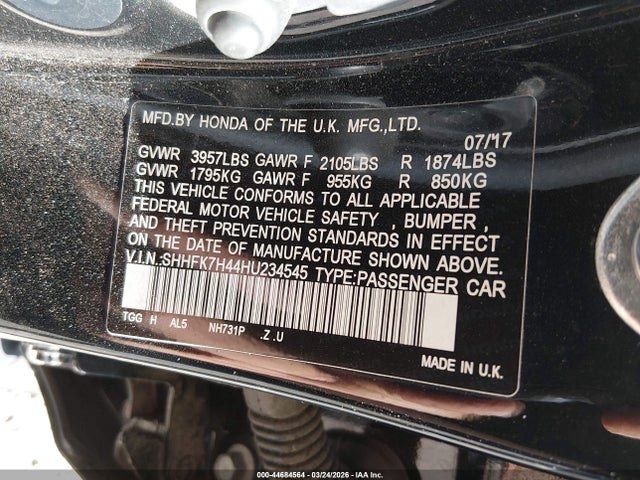 MFD.BY HONDA OF THE U.K. MFG.,LTD.
07/17
GVWR 3957LBS GAWR F 2105LBS R 1874LBS
GVWR 1795KG GAWR F 955KG R 850KG
THIS VEHICLE CONFORMS TO ALL APPLICABLE
FEDERAL MOTOR VEHICLE SAFETY , BUMPER ,
AND THEFT PREVENTION STANDARDS IN EFFECT
ON THE DATE OF MANUFACTURE SHOWN ABOVE.
V.I.N:SHHFK7H44HU234545 TYPE:PASSENGER CAR
TGG H AL5 NH731P .Z.U
MADE IN U.K.
000-44684564 | 03/24/2026 - IAA Inc.